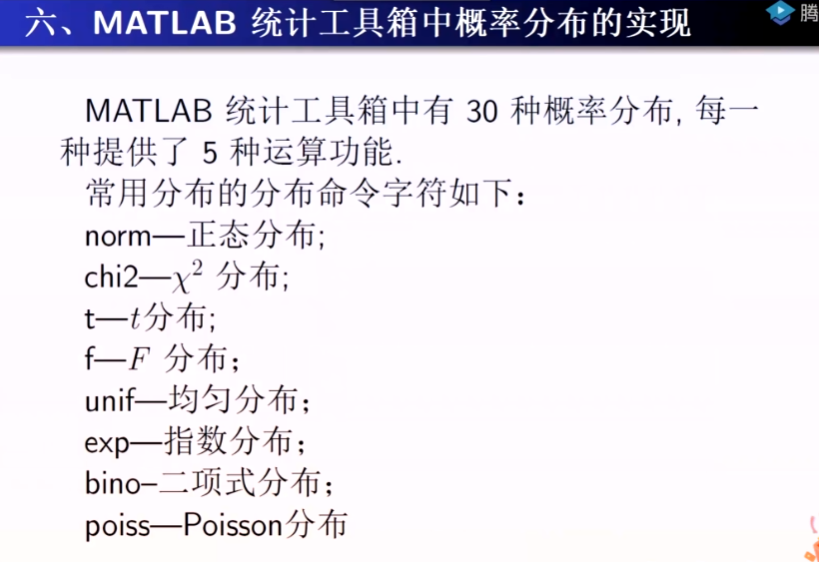 六、MATLAB 统计工具箱中概率分布的实现
腾
MATLAB 统计工具箱中有 30 种概率分布, 每一
种提供了 5 种运算功能.
常用分布的分布命令字符如下：
norm—正态分布;
chi2—χ² 分布;
t—t分布;
f—F 分布；
unif—均匀分布；
exp—指数分布；
bino–二项式分布；
poiss—Poisson分布